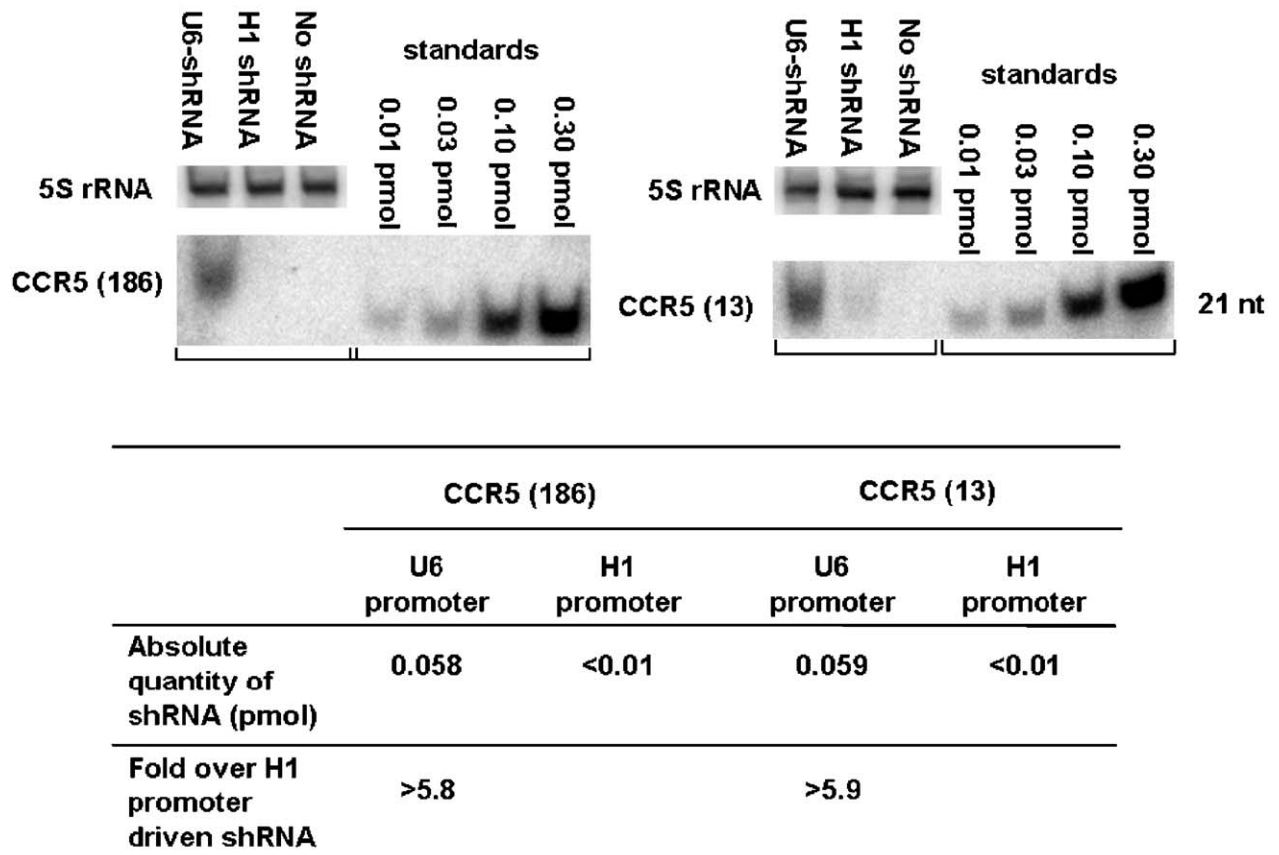 U6-shRNA
H1 shRNA
No shRNA
standards
0.01 pmol
0.03 pmol
0.10 pmol
0.30 pmol
5S rRNA
CCR5 (186)
U6-shRNA
H1 shRNA
No shRNA
standards
0.01 pmol
0.03 pmol
0.10 pmol
0.30 pmol
5S rRNA
CCR5 (13)
21 nt
CCR5 (186) CCR5 (13)
U6 H1 U6 H1
promoter promoter promoter promoter
Absolute
quantity of
shRNA (pmol)
0.058 <0.01 0.059 <0.01
Fold over H1
promoter
driven shRNA
>5.8 >5.9